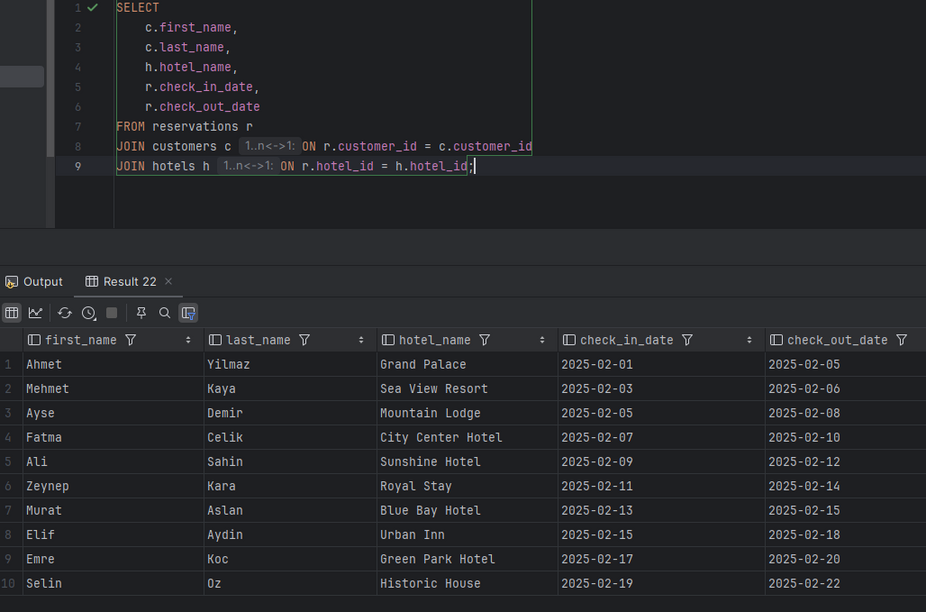 1 SELECT
2 c.first_name,
3 c.last_name,
4 h.hotel_name,
5 r.check_in_date,
6 r.check_out_date
7 FROM reservations r
8 JOIN customers c 1..n<->1: ON r.customer_id = c.customer_id
9 JOIN hotels h 1..n<->1: ON r.hotel_id = h.hotel_id;
Output Result 22
first_name last_name hotel_name check_in_date check_out_date
1 Ahmet Yilmaz Grand Palace 2025-02-01 2025-02-05
2 Mehmet Kaya Sea View Resort 2025-02-03 2025-02-06
3 Ayse Demir Mountain Lodge 2025-02-05 2025-02-08
4 Fatma Celik City Center Hotel 2025-02-07 2025-02-10
5 Ali Sahin Sunshine Hotel 2025-02-09 2025-02-12
6 Zeynep Kara Royal Stay 2025-02-11 2025-02-14
7 Murat Aslan Blue Bay Hotel 2025-02-13 2025-02-15
8 Elif Aydin Urban Inn 2025-02-15 2025-02-18
9 Emre Koc Green Park Hotel 2025-02-17 2025-02-20
10 Selin Oz Historic House 2025-02-19 2025-02-22